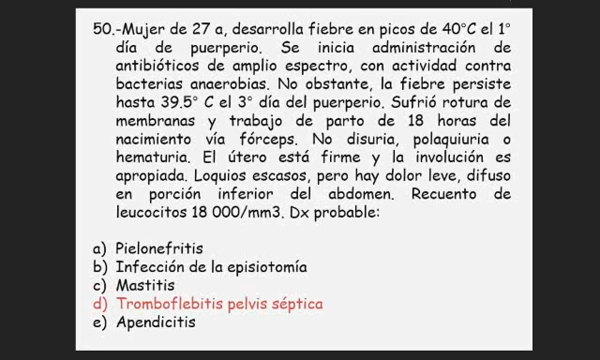 50.-Mujer de 27 a, desarrolla fiebre en picos de 40°C el 1°
día de puerperio. Se inicia administración de
antibióticos de amplio espectro, con actividad contra
bacterias anaerobias. No obstante, la fiebre persiste
hasta 39.5° C el 3° día del puerperio. Sufrió rotura de
membranas y trabajo de parto de 18 horas del
nacimiento vía fórceps. No disuria, polaquiuria o
hematuria. El útero está firme y la involución es
apropiada. Loquios escasos, pero hay dolor leve, difuso
en porción inferior del abdomen. Recuento de
leucocitos 18 000/mm3. Dx probable:
a) Pielonefritis
b) Infección de la episiotomía
c) Mastitis
d) Tromboflebitis pelvis séptica
e) Apendicitis